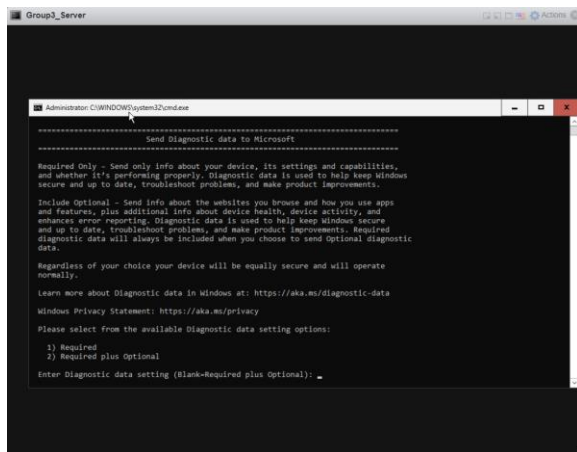 Group3_Server
Actions
Administrator: C:\WINDOWS\system32\cmd.exe
================================================================================
Send Diagnostic data to Microsoft
================================================================================
Required Only – Send only info about your device, its settings and capabilities,
and whether it's performing properly. Diagnostic data is used to help keep Windows
secure and up to date, troubleshoot problems, and make product improvements.
Include Optional – Send info about the websites you browse and how you use apps
and features, plus additional info about device health, device activity, and
enhances error reporting. Diagnostic data is used to help keep Windows secure
and up to date, troubleshoot problems, and make product improvements. Required
diagnostic data will always be included when you choose to send Optional diagnostic
data.
Regardless of your choice your device will be equally secure and will operate
normally.
Learn more about Diagnostic data in Windows at: https://aka.ms/diagnostic-data
Windows Privacy Statement: https://aka.ms/privacy
Please select from the available Diagnostic data setting options:
1) Required
2) Required plus Optional
Enter Diagnostic data setting (Blank=Required plus Optional): _